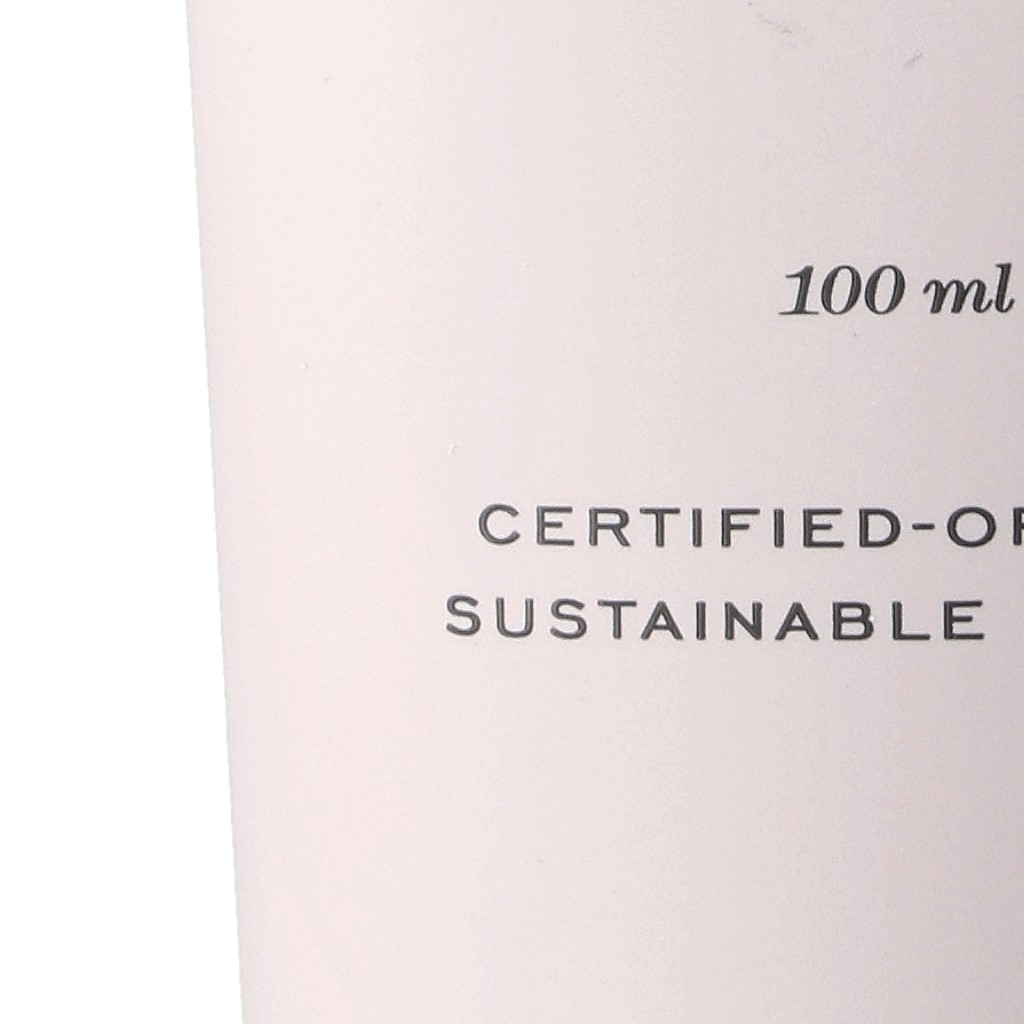 100 ml
CERTIFIED-
SUSTAINABLE